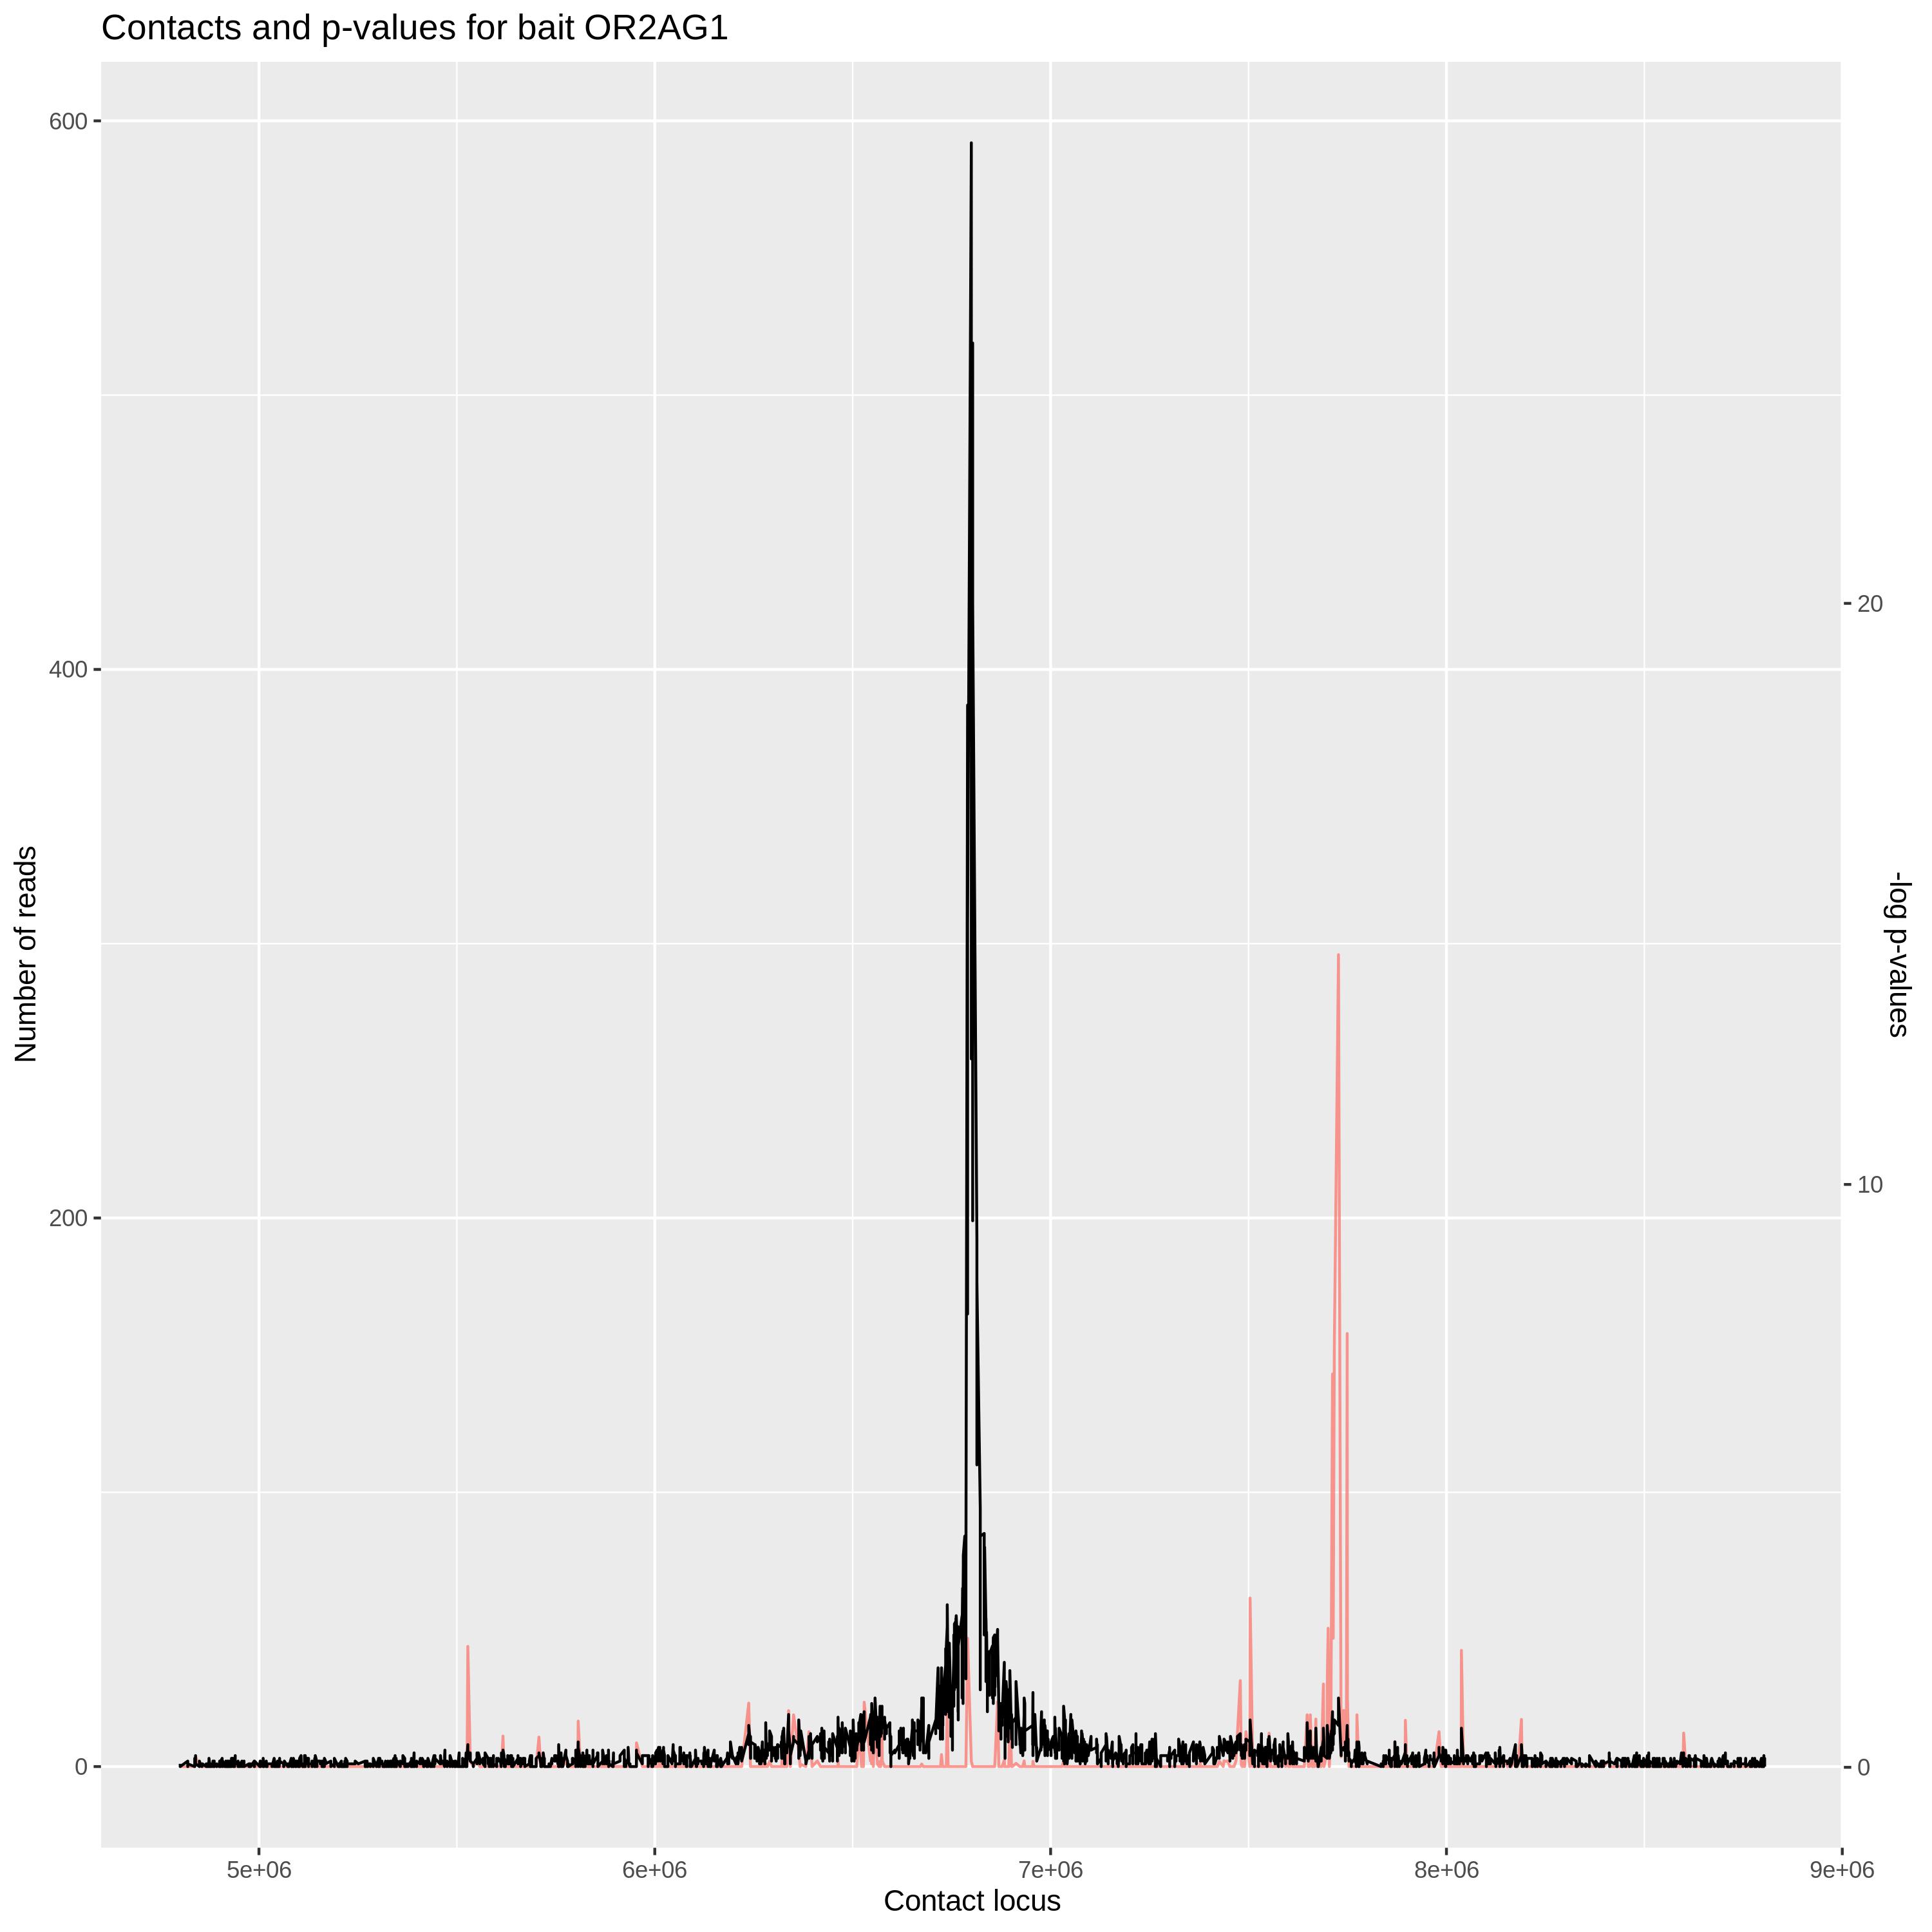 Contacts and p-values for bait OR2AG1
600
400
200
0
Number of reads
20
10
0
-log p-values
5e+06
6e+06
7e+06
8e+06
9e+06
Contact locus